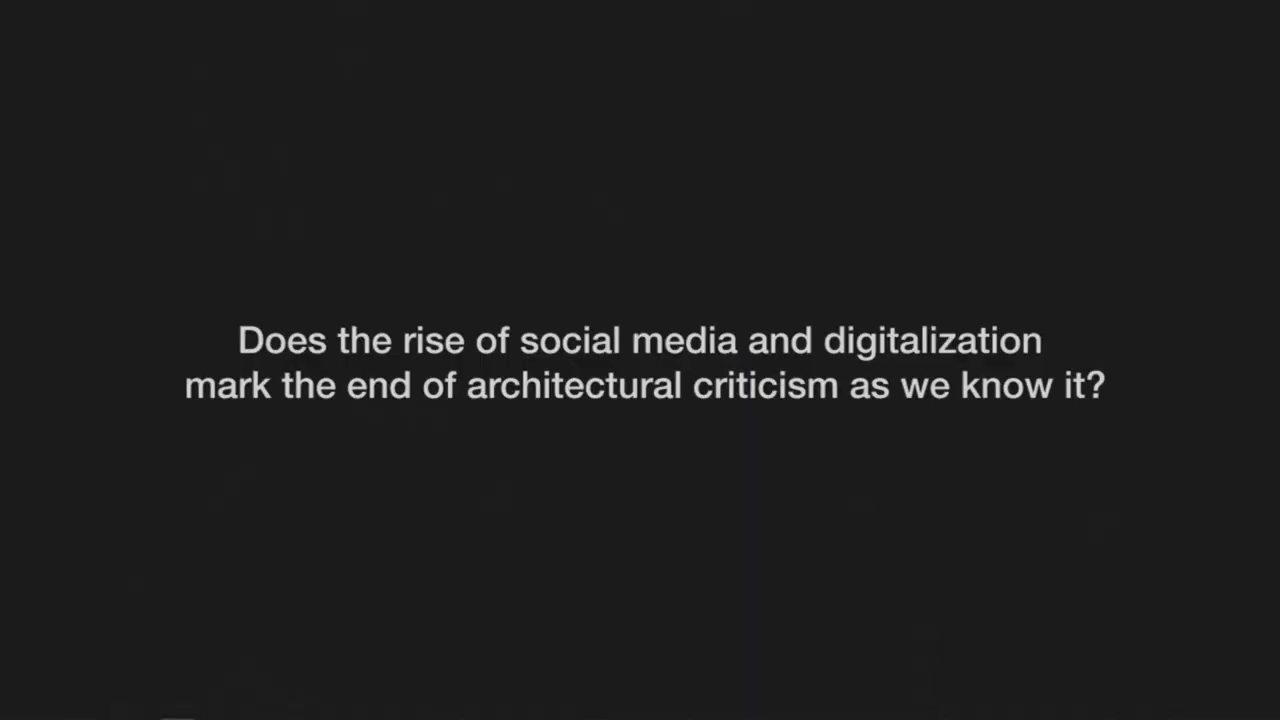 Does the rise of social media and digitalization
mark the end of architectural criticism as we know it?